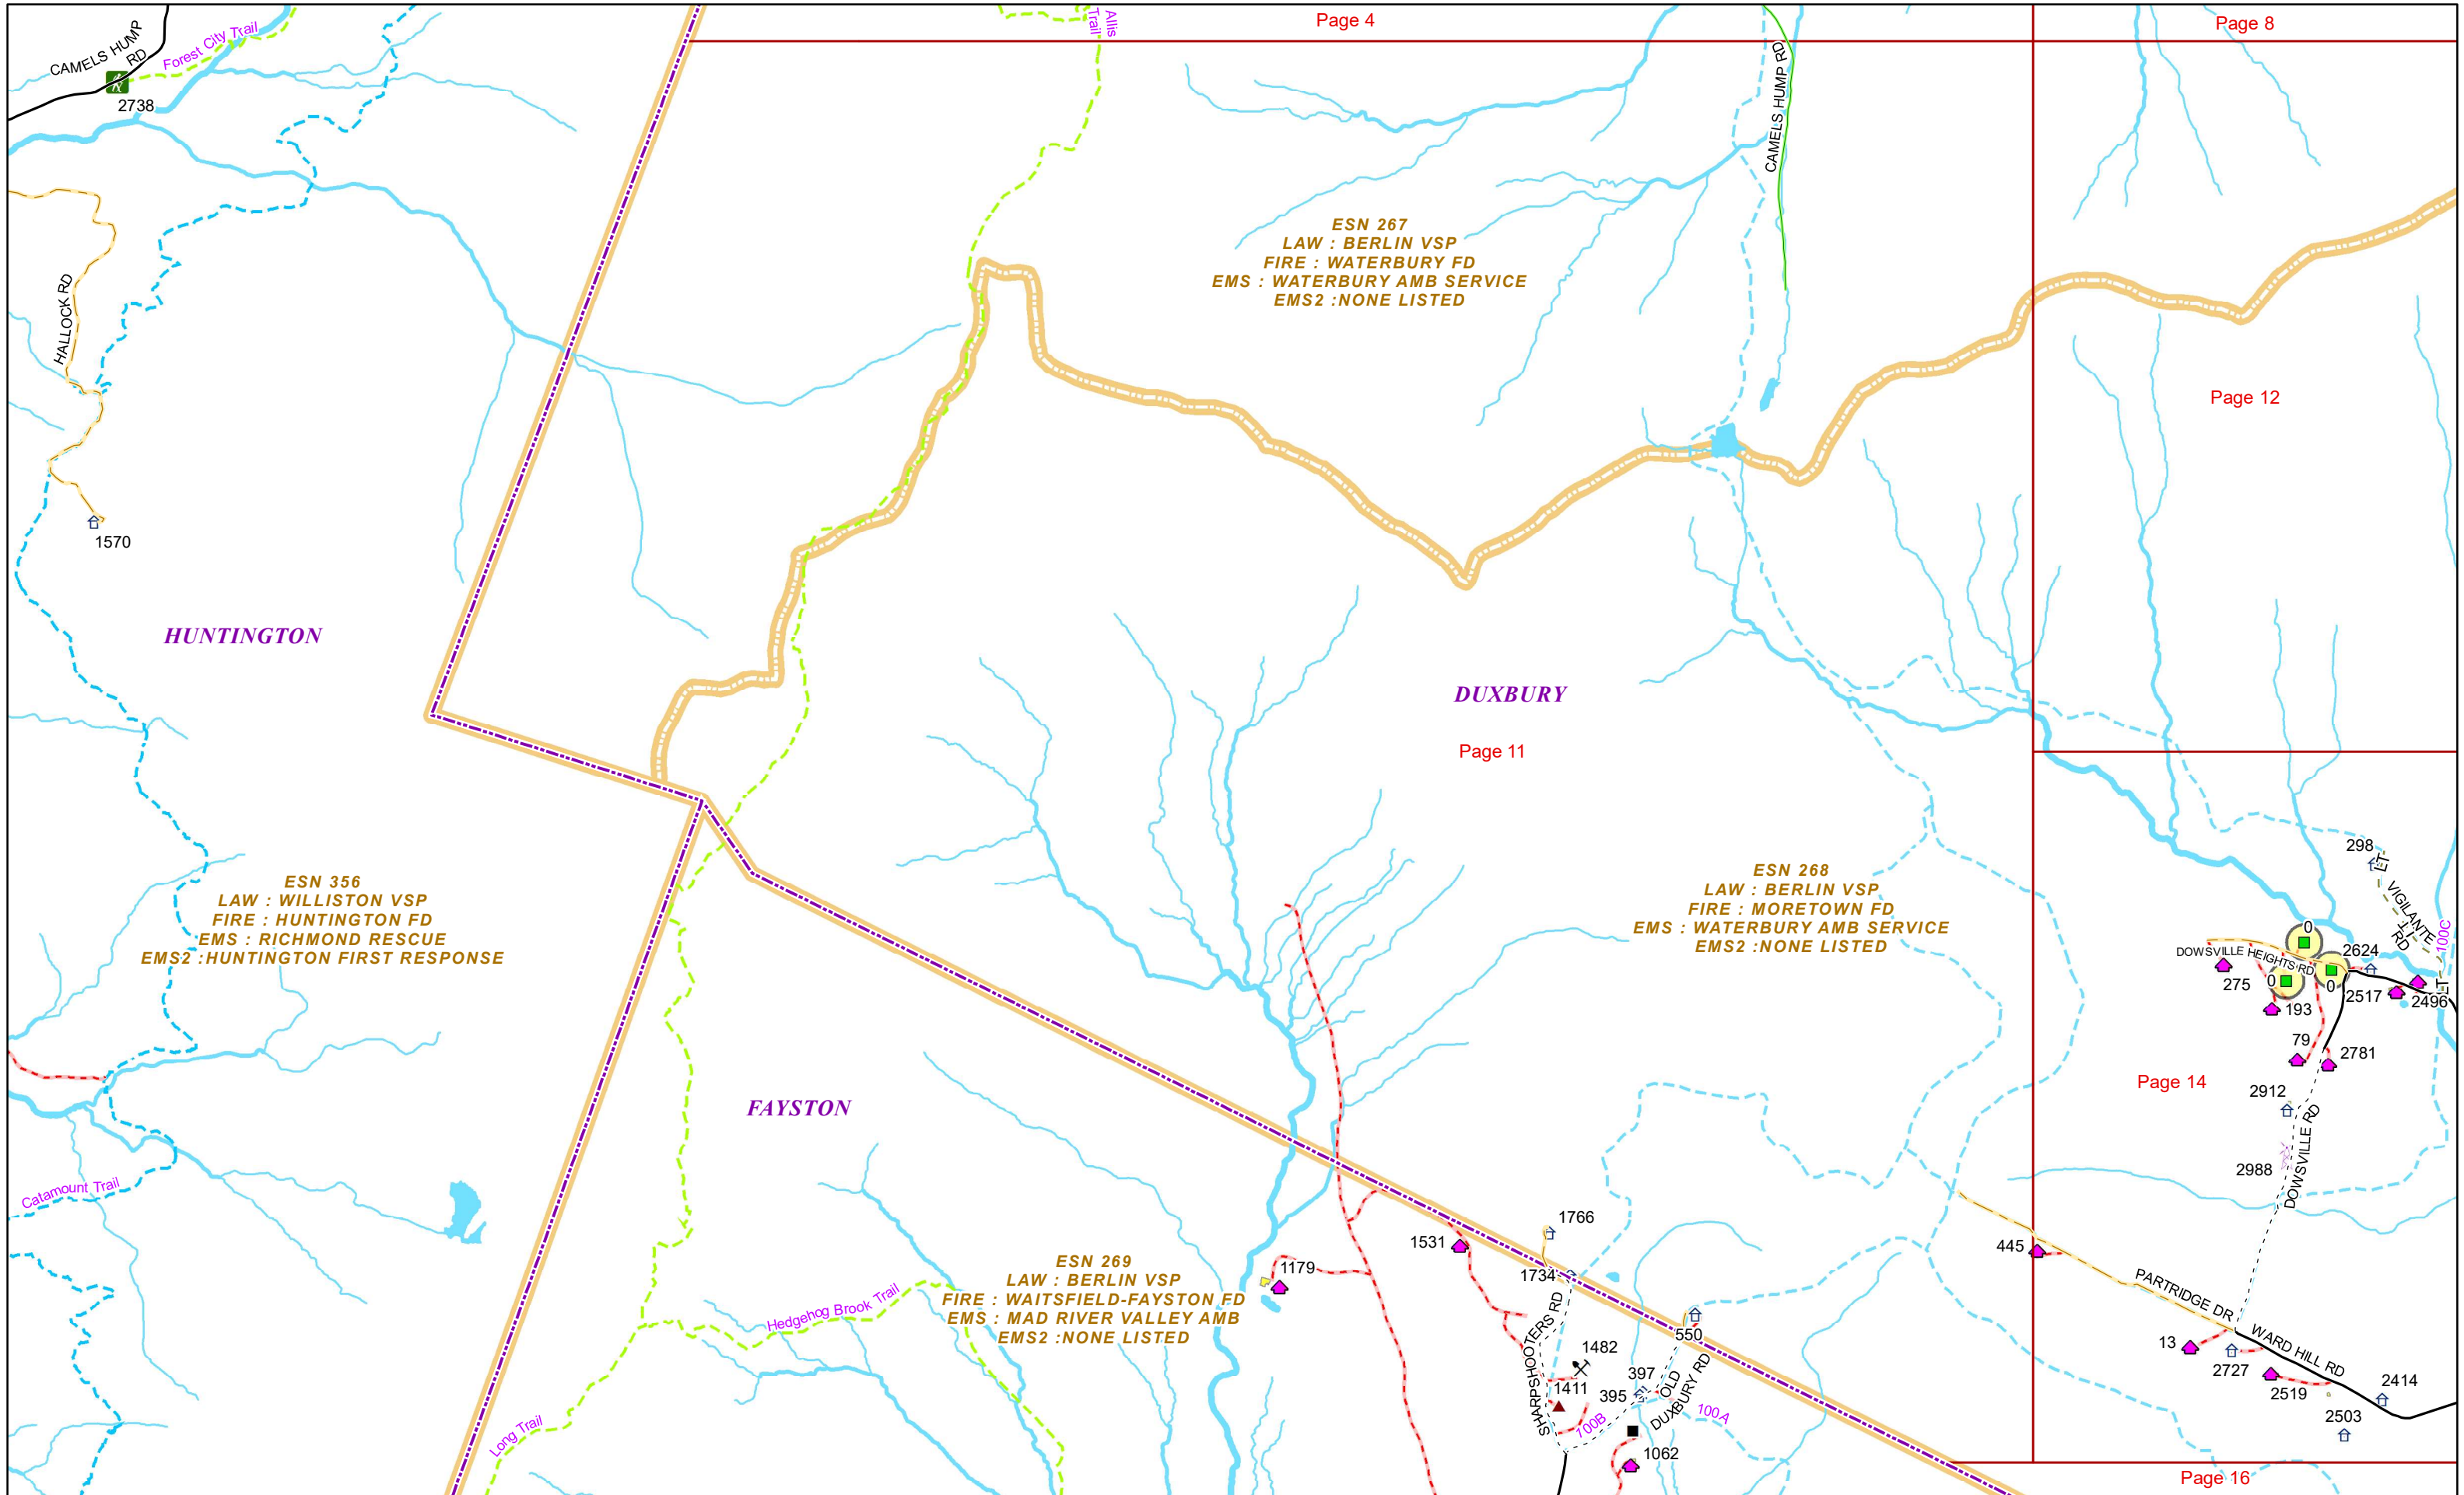 Page 4
Page 8
Allis
Trail
CAMELS HUMP
RD
Forest City Trail
2738
CAMELS HUMP RD
ESN 267
LAW : BERLIN VSP
FIRE : WATERBURY FD
EMS : WATERBURY AMB SERVICE
EMS2 :NONE LISTED
HALLOCK RD
Page 12
1570
HUNTINGTON
DUXBURY
Page 11
ESN 356
LAW : WILLISTON VSP
FIRE : HUNTINGTON FD
EMS : RICHMOND RESCUE
EMS2 :HUNTINGTON FIRST RESPONSE
ESN 268
LAW : BERLIN VSP
FIRE : MORETOWN FD
EMS : WATERBURY AMB SERVICE
EMS2 :NONE LISTED
298
LT
VIGILANTE
RD
LT
100C
0
2624
DOWSVILLE HEIGHTS RD
275
0
0
2517
2496
LT
193
79
2781
Page 14
2912
DOWSVILLE RD
2988
FAYSTON
Catamount Trail
1766
1531
1734
445
1179
ESN 269
LAW : BERLIN VSP
FIRE : WAITSFIELD-FAYSTON FD
EMS : MAD RIVER VALLEY AMB
EMS2 :NONE LISTED
Hedgehog Brook Trail
PARTRIDGE DR
WARD HILL RD
550
SHARPSHOOTERS RD
1482
1411
397
395
OLD
DUXBURY RD
100B
100A
1062
13
2727
2519
2414
2503
Long Trail
Page 16